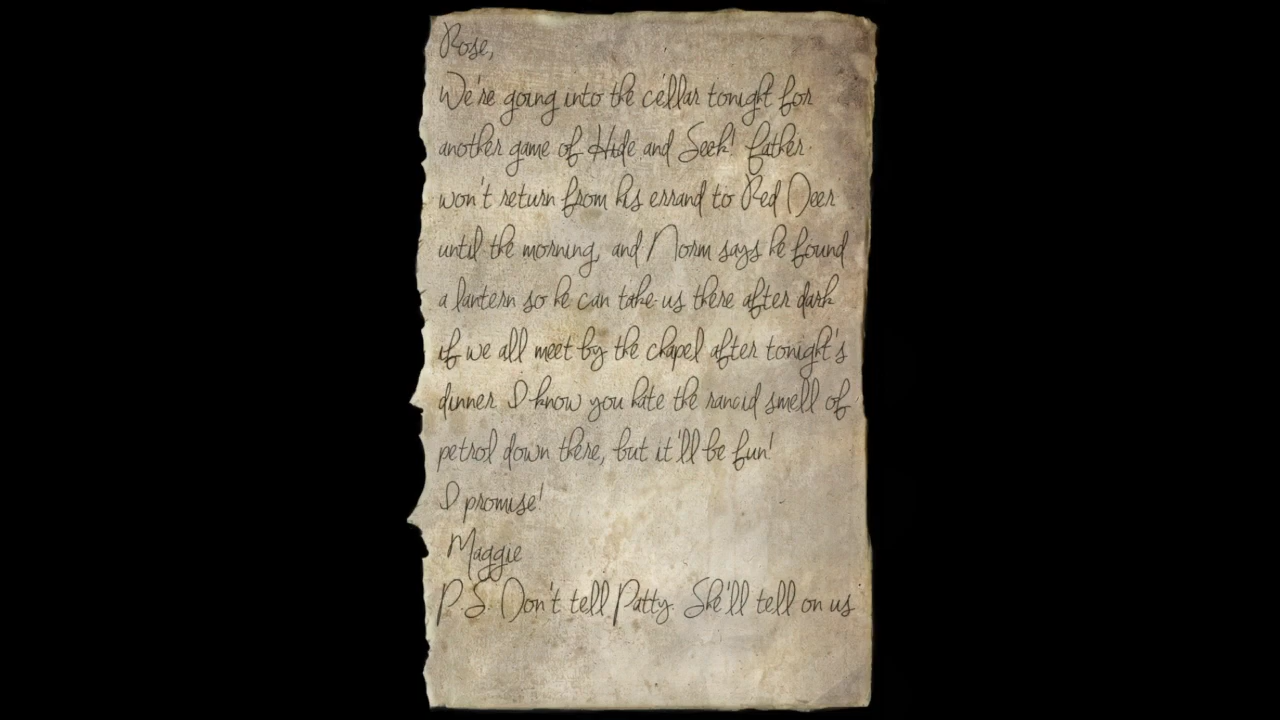 Rose,
We're going into the cellar tonight for
another game of Hide and Seek! Father
won't return from his errand to Red Deer
until the morning, and Norm says he found
a lantern so he can take us there after dark
if we all meet by the chapel after tonight's
dinner. I know you hate the rancid smell of
petrol down there, but it'll be fun!
I promise!
Maggie
P.S. Don't tell Patty. She'll tell on us